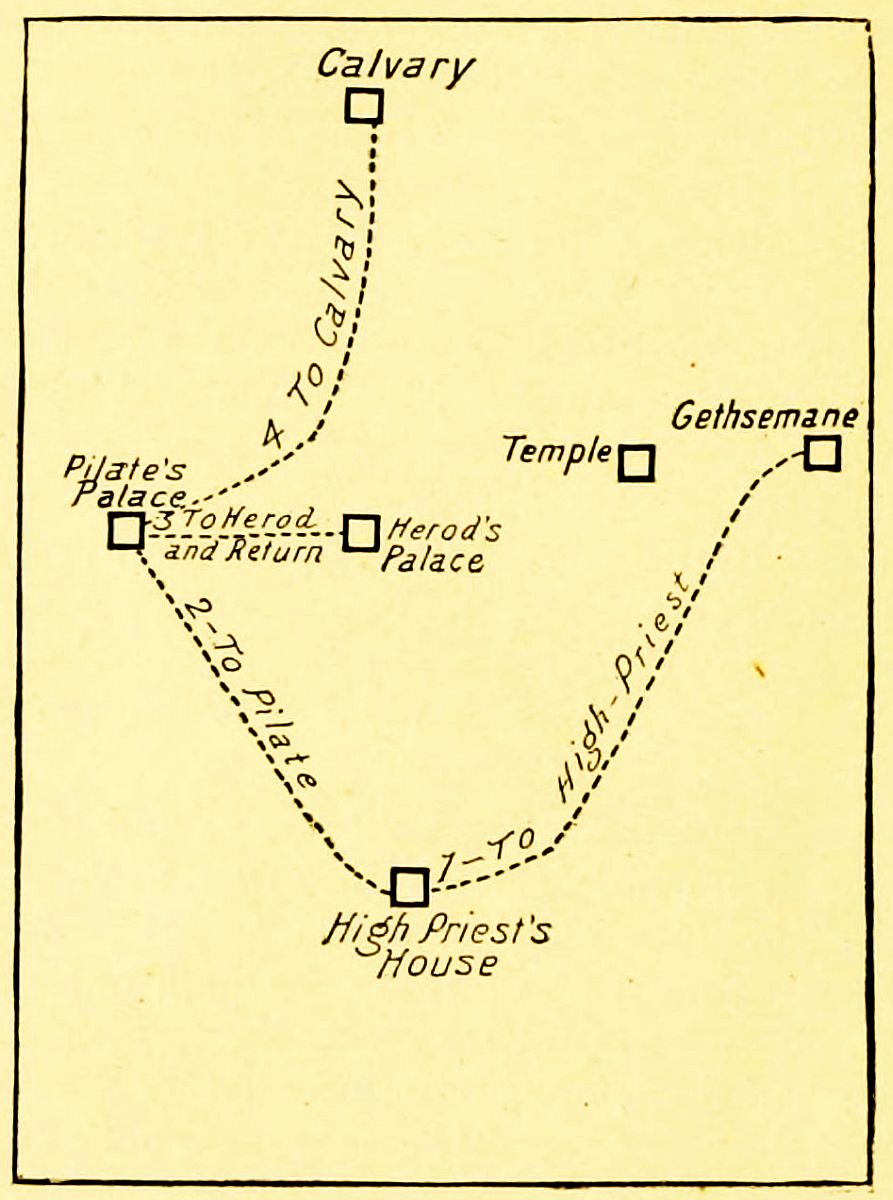 Calvary
4 To Calvary
Gethsemane
Temple
Pilate's
Palace
3 To Herod
and Return
Herod's
Palace
2-To Pilate
1-To High-Priest
High Priest's
House